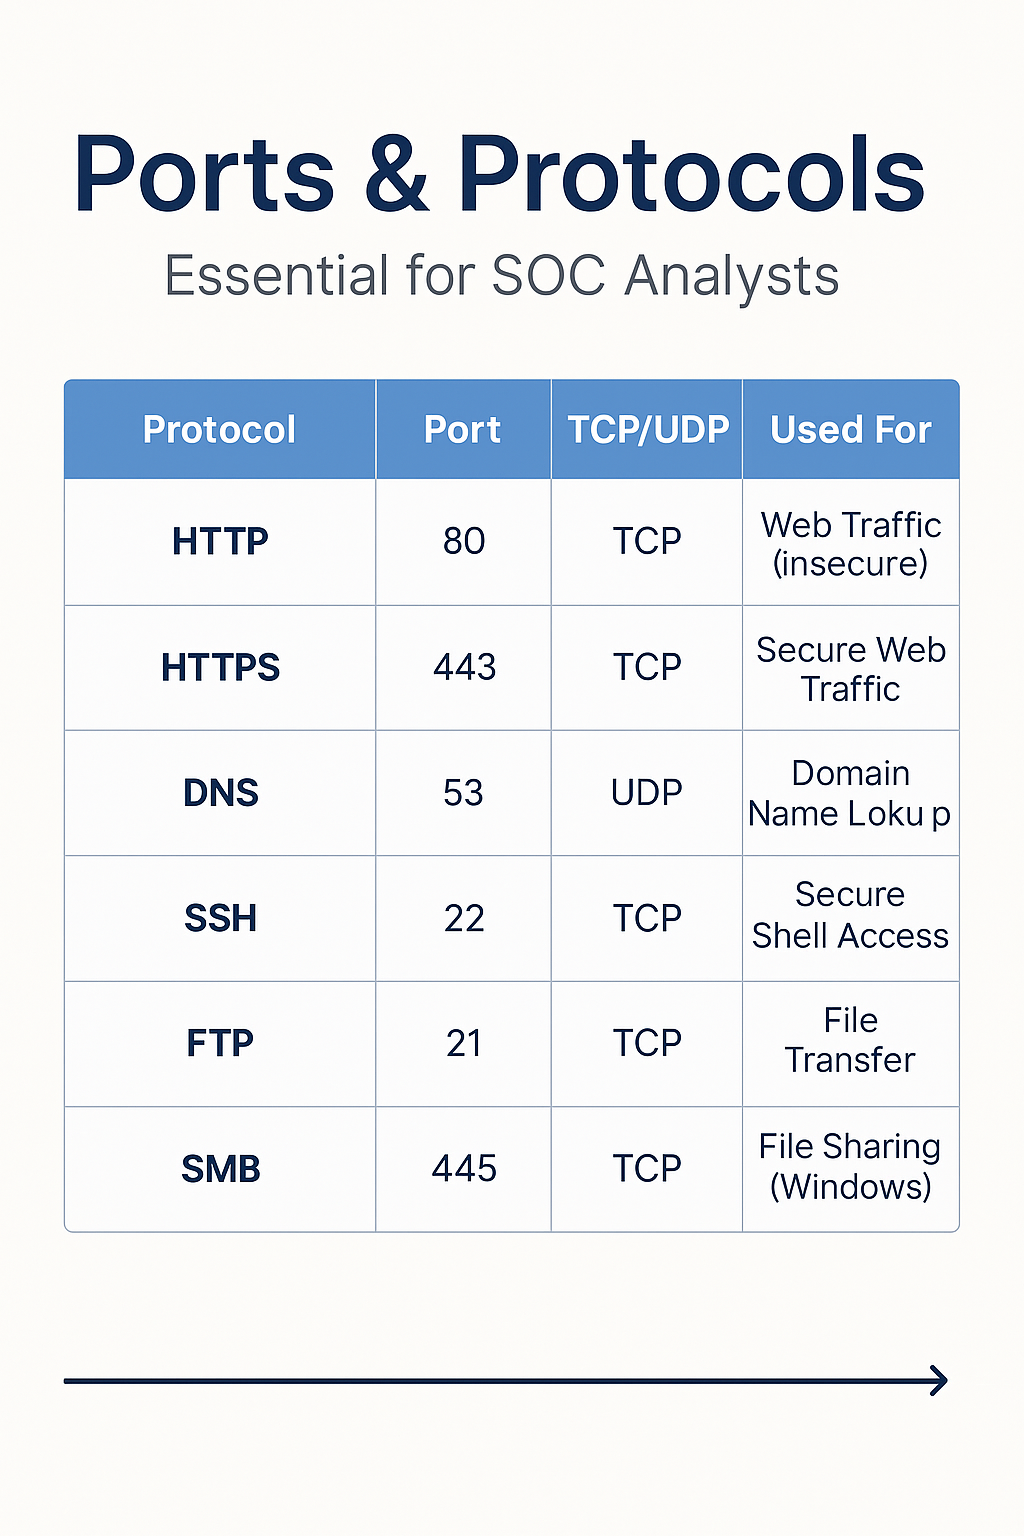 Ports & Protocols
Essential for SOC Analysts
Protocol Port TCP/UDP Used For
HTTP 80 TCP Web Traffic
(insecure)
HTTPS 443 TCP Secure Web
Traffic
DNS 53 UDP Domain
Name Loku p
SSH 22 TCP Secure
Shell Access
FTP 21 TCP File
Transfer
SMB 445 TCP File Sharing
(Windows)